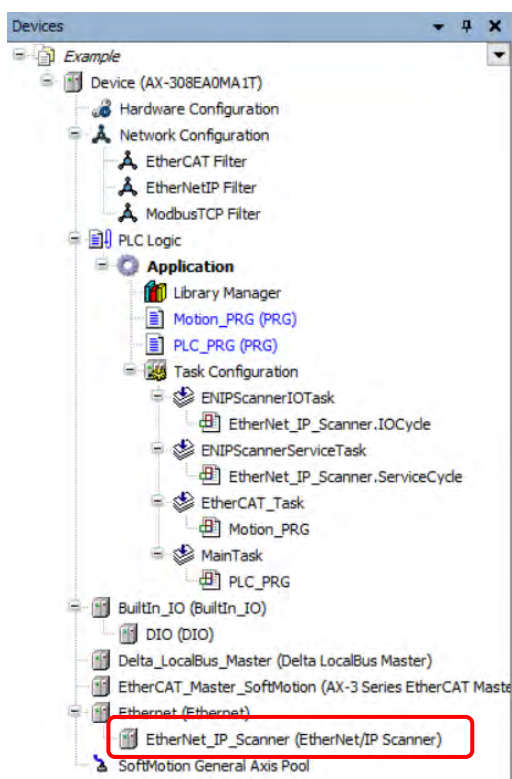 Devices
Example
Device (AX-308EA0MA1T)
Hardware Configuration
Network Configuration
EtherCAT Filter
EtherNetIP Filter
ModbusTCP Filter
PLC Logic
Application
Library Manager
Motion_PRG (PRG)
PLC_PRG (PRG)
Task Configuration
ENIPScannerIOTask
EtherNet_IP_Scanner.IOCycle
ENIPScannerServiceTask
EtherNet_IP_Scanner.ServiceCycle
EtherCAT_Task
Motion_PRG
MainTask
PLC_PRG
BuiltIn_IO (BuiltIn_IO)
DIO (DIO)
Delta_LocalBus_Master (Delta LocalBus Master)
EtherCAT_Master_SoftMotion (AX-3 Series EtherCAT Maste
Ethernet (Ethernet)
EtherNet_IP_Scanner (EtherNet/IP Scanner)
SoftMotion General Axis Pool